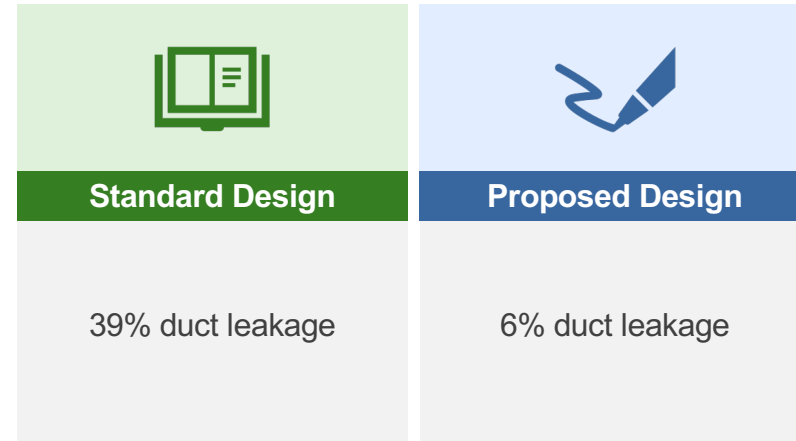 Standard Design
Proposed Design
39% duct leakage
6% duct leakage